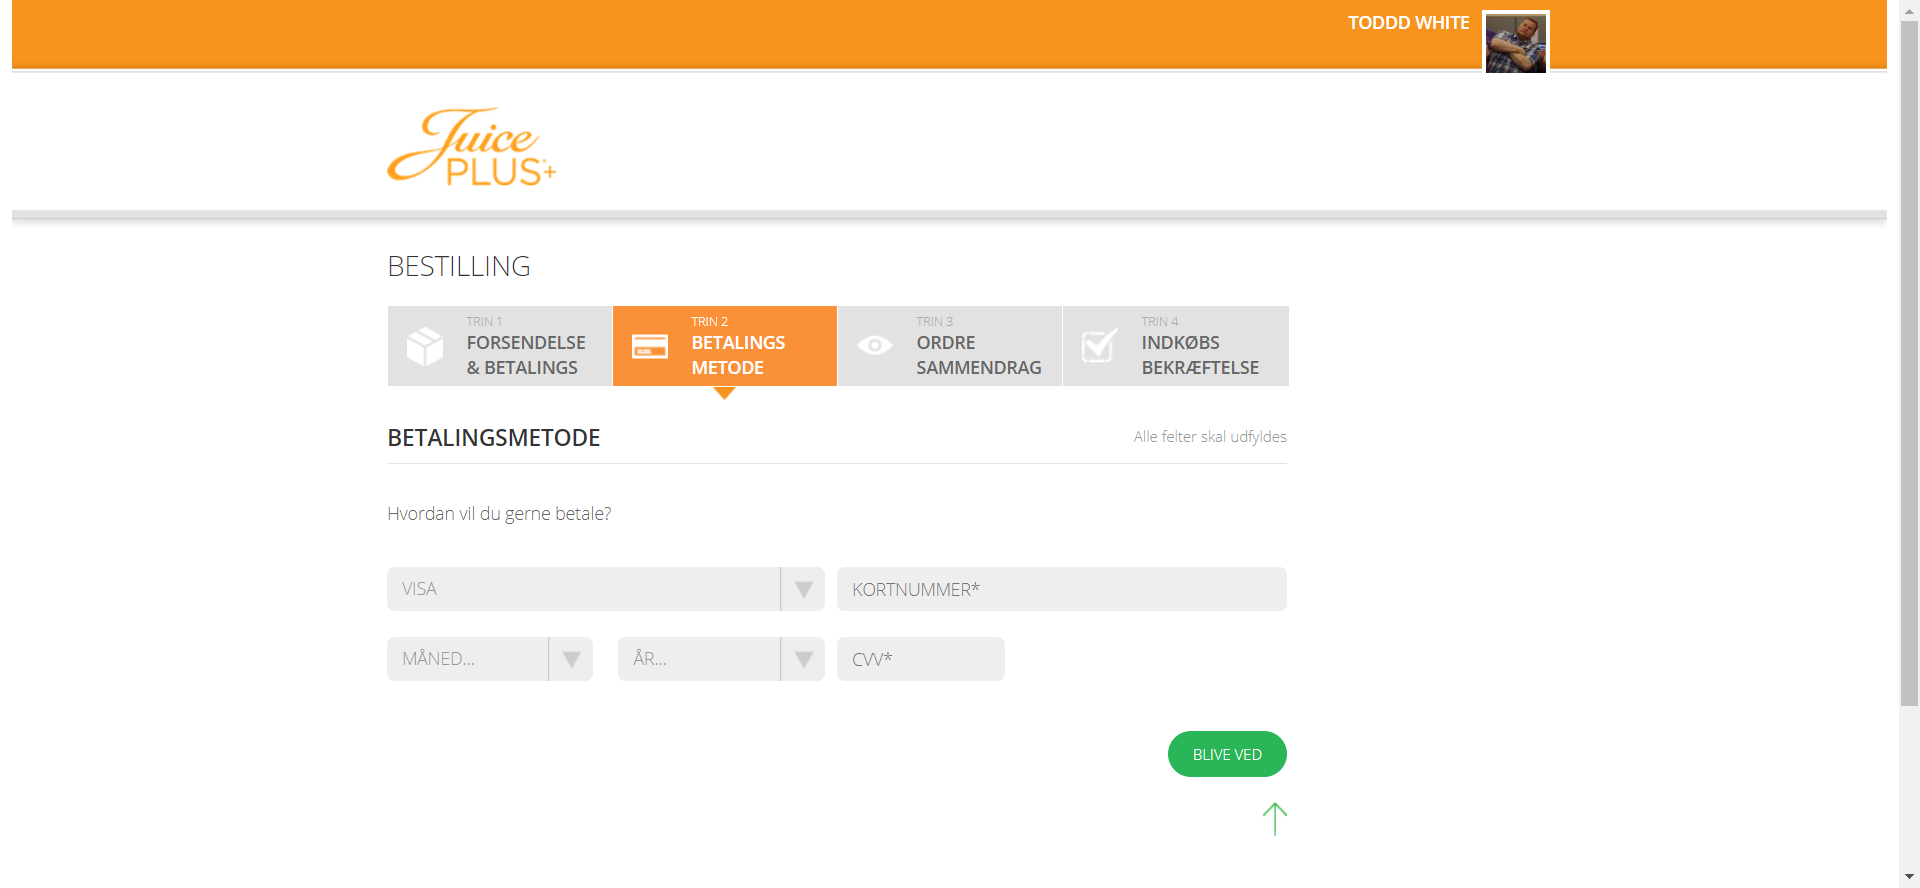 TODDD WHITE
Juice
PLUS+
BESTILLING
TRIN 1
FORSENDELSE
& BETALINGS
TRIN 2
BETALINGS
METODE
TRIN 3
ORDRE
SAMMENDRAG
TRIN 4
INDKØBS
BEKRÆFTELSE
BETALINGSMETODE
Alle felter skal udfyldes
Hvordan vil du gerne betale?
VISA
KORTNUMMER*
MÅNED...
ÅR...
CVV*
BLIVE VED